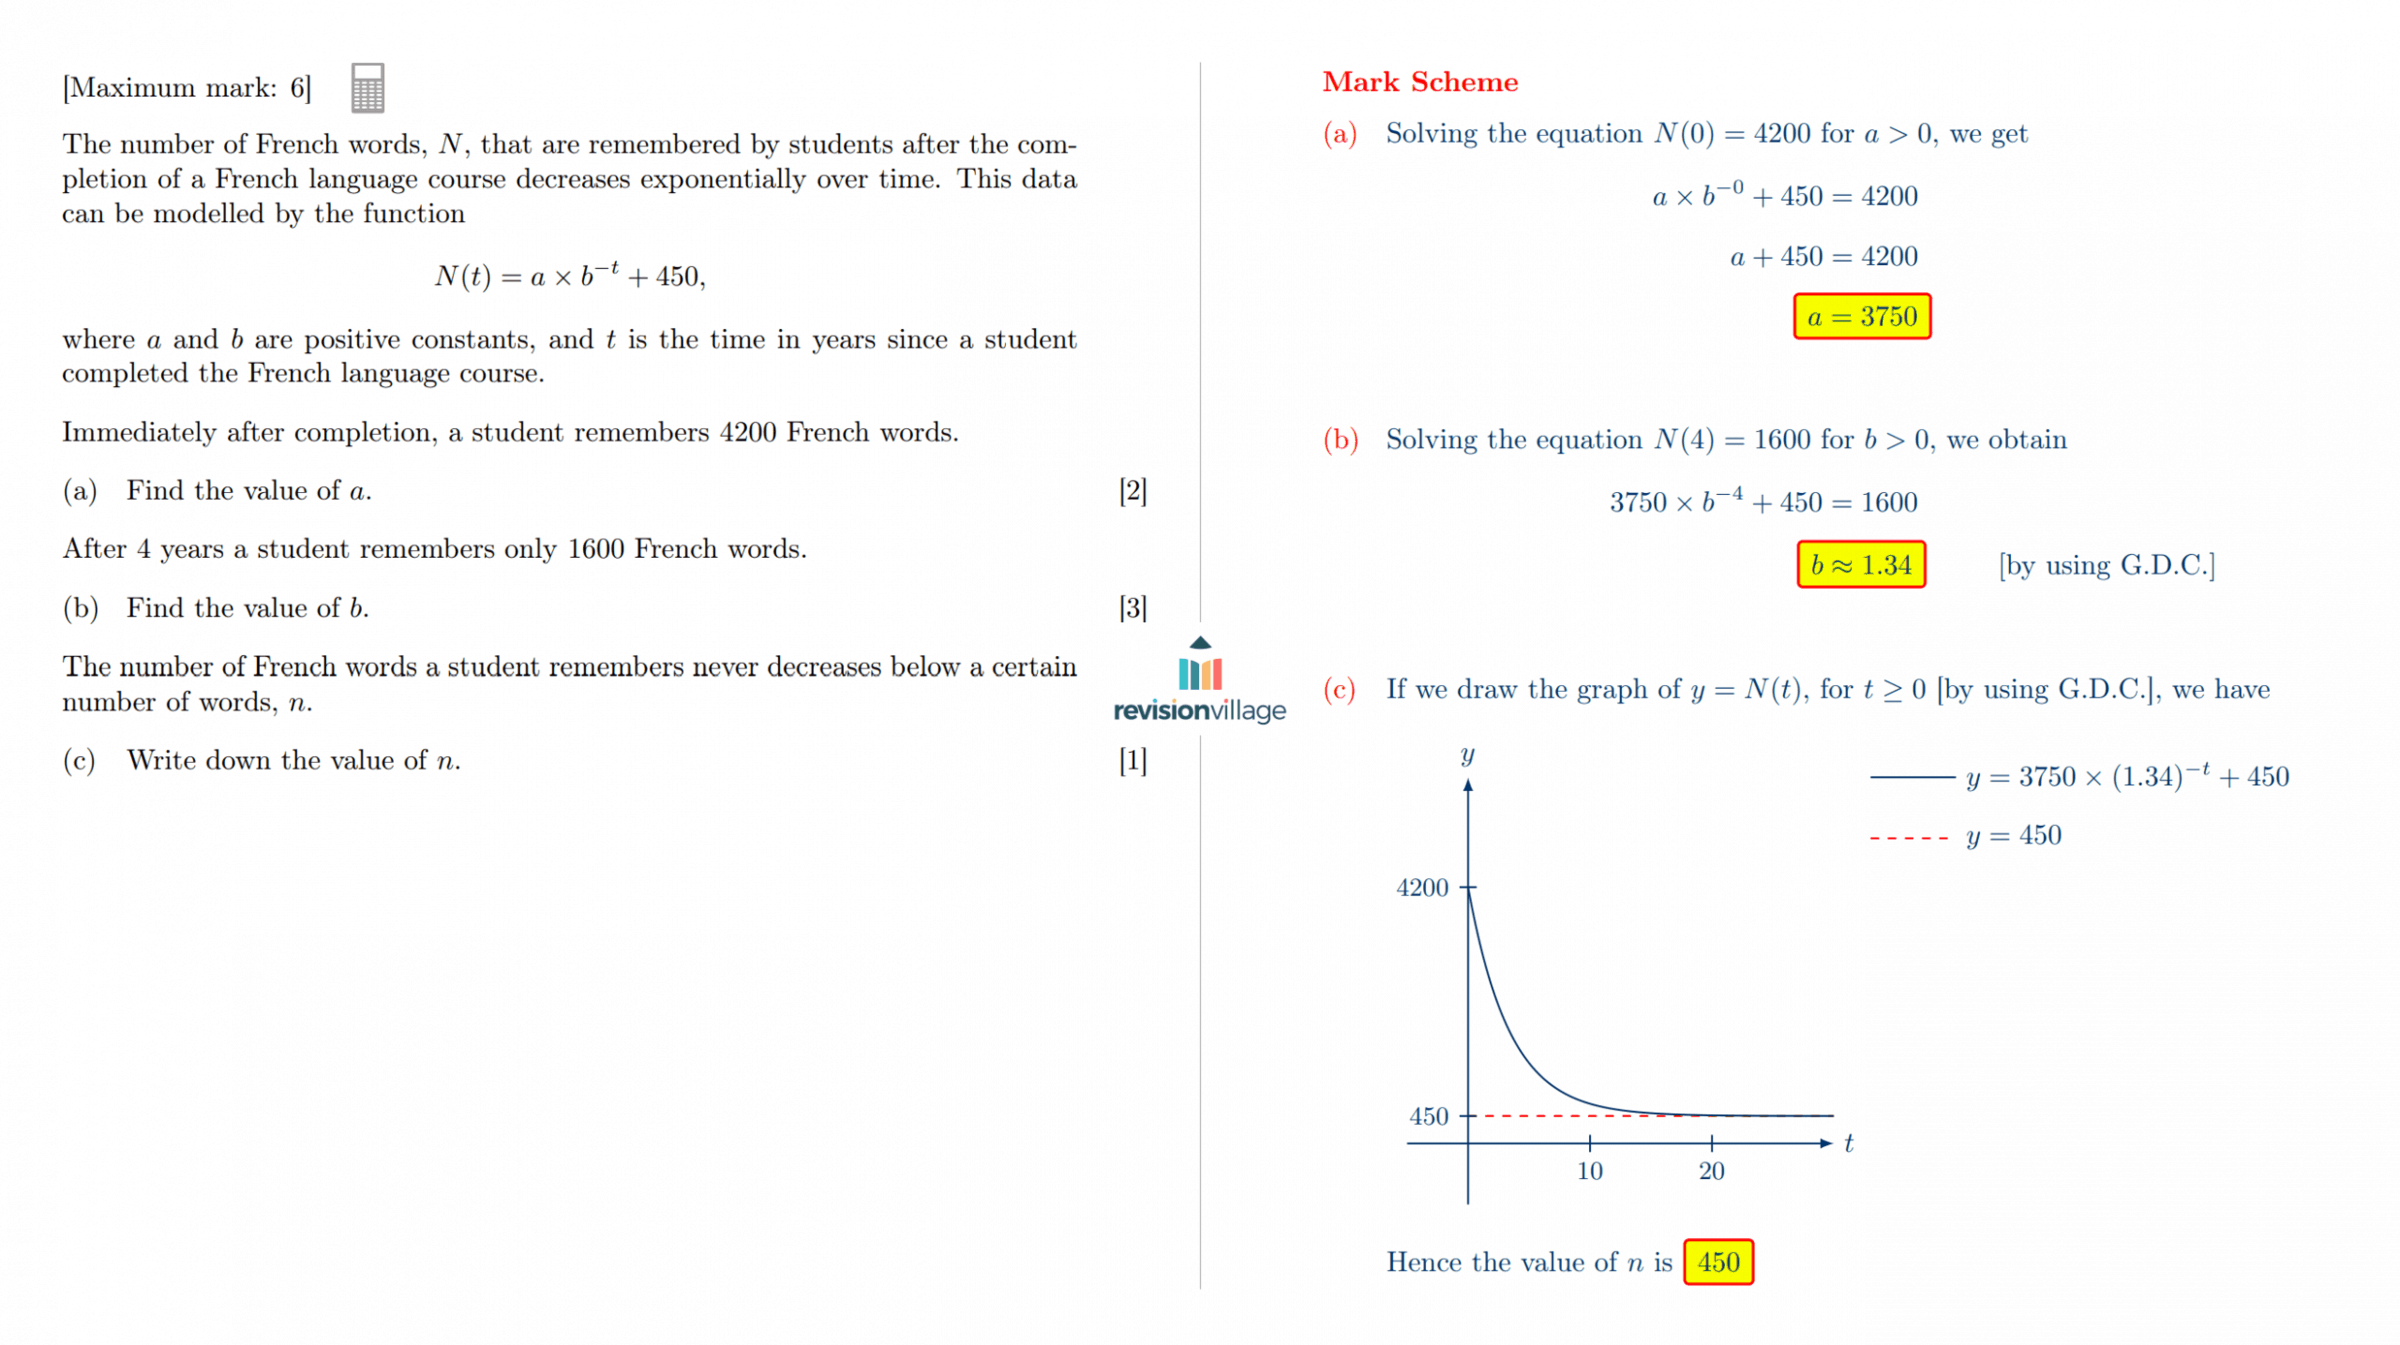 [Maximum mark: 6]
The number of French words, N, that are remembered by students after the com-
pletion of a French language course decreases exponentially over time. This data
can be modelled by the function
N(t) = a × b⁻ᵗ + 450,
where a and b are positive constants, and t is the time in years since a student
completed the French language course.
Immediately after completion, a student remembers 4200 French words.
(a) Find the value of a. [2]
After 4 years a student remembers only 1600 French words.
(b) Find the value of b. [3]
The number of French words a student remembers never decreases below a certain
number of words, n.
(c) Write down the value of n. [1]
revisionvillage
Mark Scheme
(a) Solving the equation N(0) = 4200 for a > 0, we get
a × b⁻⁰ + 450 = 4200
a + 450 = 4200
a = 3750
(b) Solving the equation N(4) = 1600 for b > 0, we obtain
3750 × b⁻⁴ + 450 = 1600
b ≈ 1.34 [by using G.D.C.]
(c) If we draw the graph of y = N(t), for t ≥ 0 [by using G.D.C.], we have
y
y = 3750 × (1.34)⁻ᵗ + 450
y = 450
4200
450
t
10 20
Hence the value of n is 450